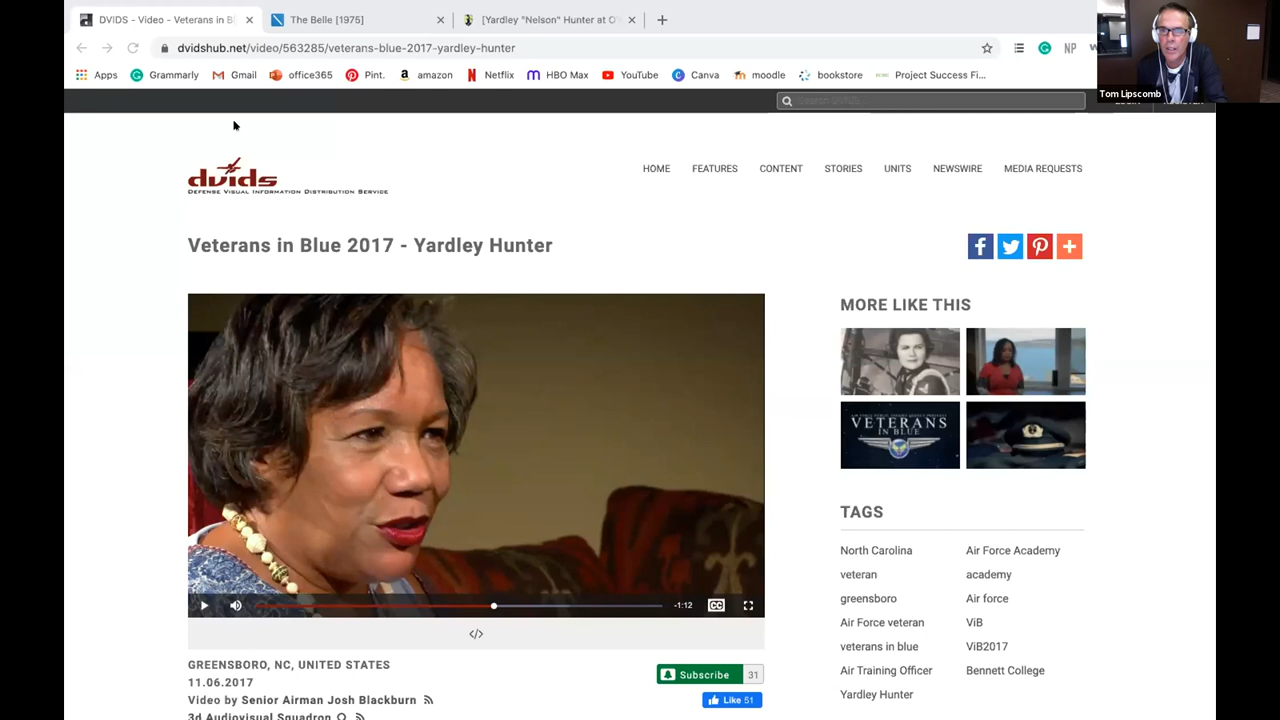 DVIDS - Video - Veterans in B
The Belle [1975]
[Yardley "Nelson" Hunter at O
dvidshub.net/video/563285/veterans-blue-2017-yardley-hunter
NP
Apps
Grammarly
Gmail
office365
Pint.
amazon
Netflix
HBO Max
YouTube
Canva
moodle
bookstore
Project Success Fi...
Tom Lipscomb
dvids
DEFENSE VISUAL INFORMATION DISTRIBUTION SERVICE
HOME
FEATURES
CONTENT
STORIES
UNITS
NEWSWIRE
MEDIA REQUESTS
Veterans in Blue 2017 - Yardley Hunter
MORE LIKE THIS
VETERANS
IN BLUE
-1:12
CC
TAGS
North Carolina
Air Force Academy
veteran
academy
greensboro
Air force
Air Force veteran
ViB
veterans in blue
ViB2017
Air Training Officer
Bennett College
Yardley Hunter
GREENSBORO, NC, UNITED STATES
Subscribe 31
11.06.2017
Video by Senior Airman Josh Blackburn
Like 51
3d Audiovisual Squadron